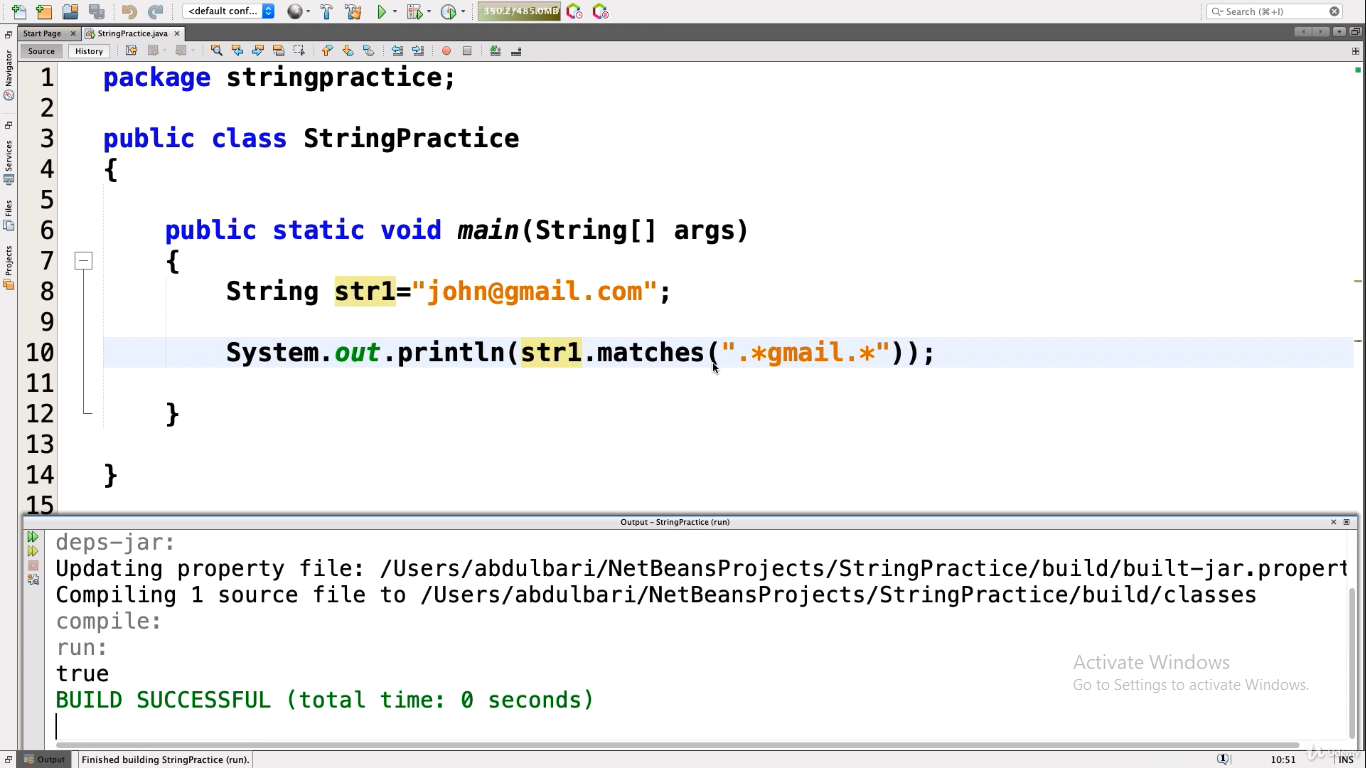 <default conf...
350.2/485.0MB
Search (⌘+I)
Start Page
StringPractice.java
Source
History
Navigator
Services
Files
Projects
1 package stringpractice;
2
3 public class StringPractice
4 {
5
6 public static void main(String[] args)
7 {
8 String str1="john@gmail.com";
9
10 System.out.println(str1.matches(".*gmail.*"));
11
12 }
13
14 }
15
Output - StringPractice (run)
deps-jar:
Updating property file: /Users/abdulbari/NetBeansProjects/StringPractice/build/built-jar.propert
Compiling 1 source file to /Users/abdulbari/NetBeansProjects/StringPractice/build/classes
compile:
run:
true
BUILD SUCCESSFUL (total time: 0 seconds)
Activate Windows
Go to Settings to activate Windows.
Output
Finished building StringPractice (run).
10:51
INS